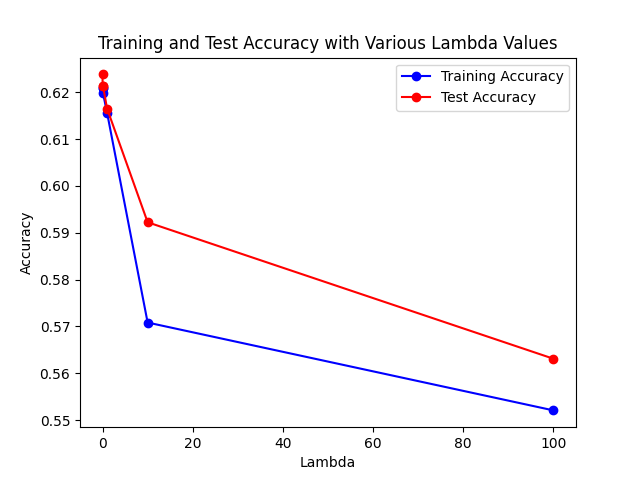 Training and Test Accuracy with Various Lambda Values
Training Accuracy
Test Accuracy
Accuracy
0.62
0.61
0.60
0.59
0.58
0.57
0.56
0.55
0 20 40 60 80 100
Lambda